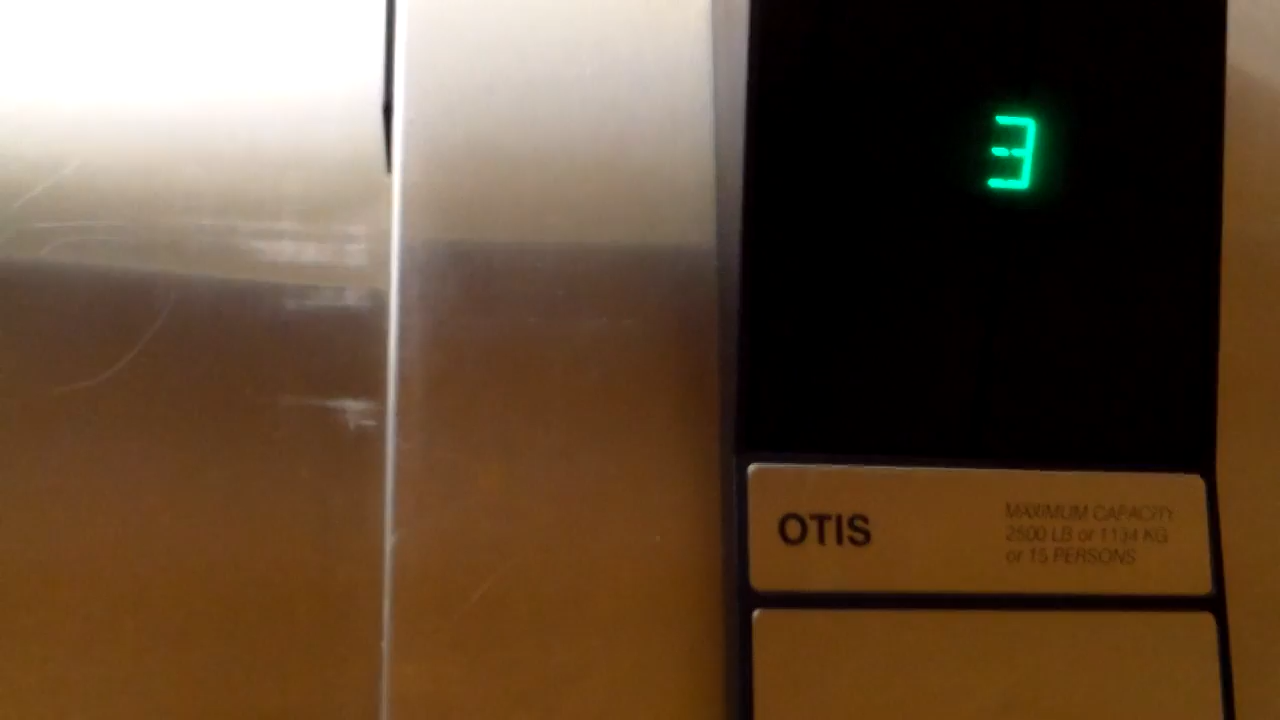 3
OTIS
MAXIMUM CAPACITY
2500 LB or 1134 KG
or 15 PERSONS